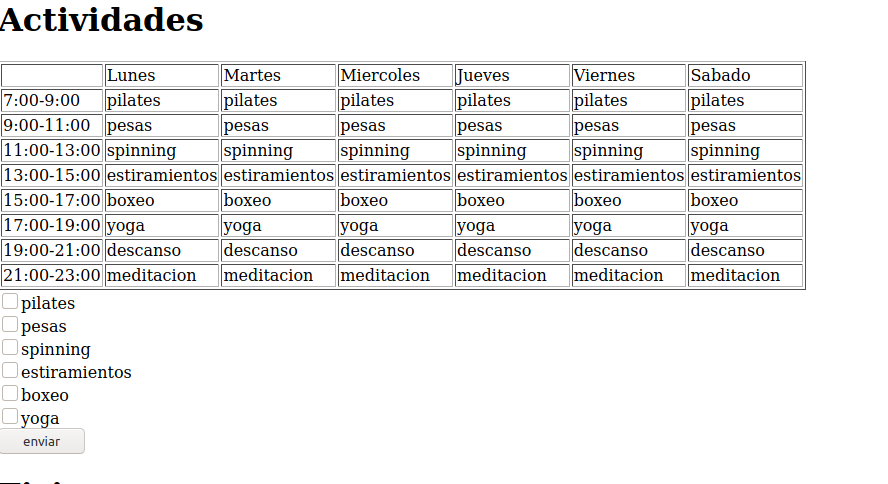 Actividades
Lunes Martes Miercoles Jueves Viernes Sabado
7:00-9:00 pilates pilates pilates pilates pilates pilates
9:00-11:00 pesas pesas pesas pesas pesas pesas
11:00-13:00 spinning spinning spinning spinning spinning spinning
13:00-15:00 estiramientos estiramientos estiramientos estiramientos estiramientos estiramientos
15:00-17:00 boxeo boxeo boxeo boxeo boxeo boxeo
17:00-19:00 yoga yoga yoga yoga yoga yoga
19:00-21:00 descanso descanso descanso descanso descanso descanso
21:00-23:00 meditacion meditacion meditacion meditacion meditacion meditacion
pilates
pesas
spinning
estiramientos
boxeo
yoga
enviar